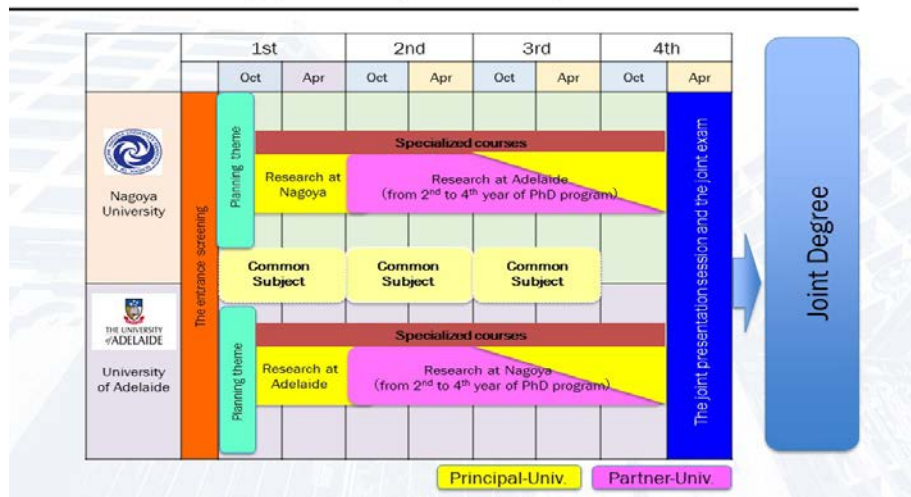 1st 2nd 3rd 4th
Oct Apr Oct Apr Oct Apr Oct Apr
Nagoya
University
The entrance screening
Planning theme
Specialized courses
Research at
Nagoya
Research at Adelaide
(from 2nd to 4th year of PhD program)
Common
Subject
Common
Subject
Common
Subject
THE UNIVERSITY
of ADELAIDE
University
of Adelaide
Planning theme
Specialized courses
Research at
Adelaide
Research at Nagoya
(from 2nd to 4th year of PhD program)
The joint presentation session and the joint exam
Joint Degree
Principal-Univ. Partner-Univ.